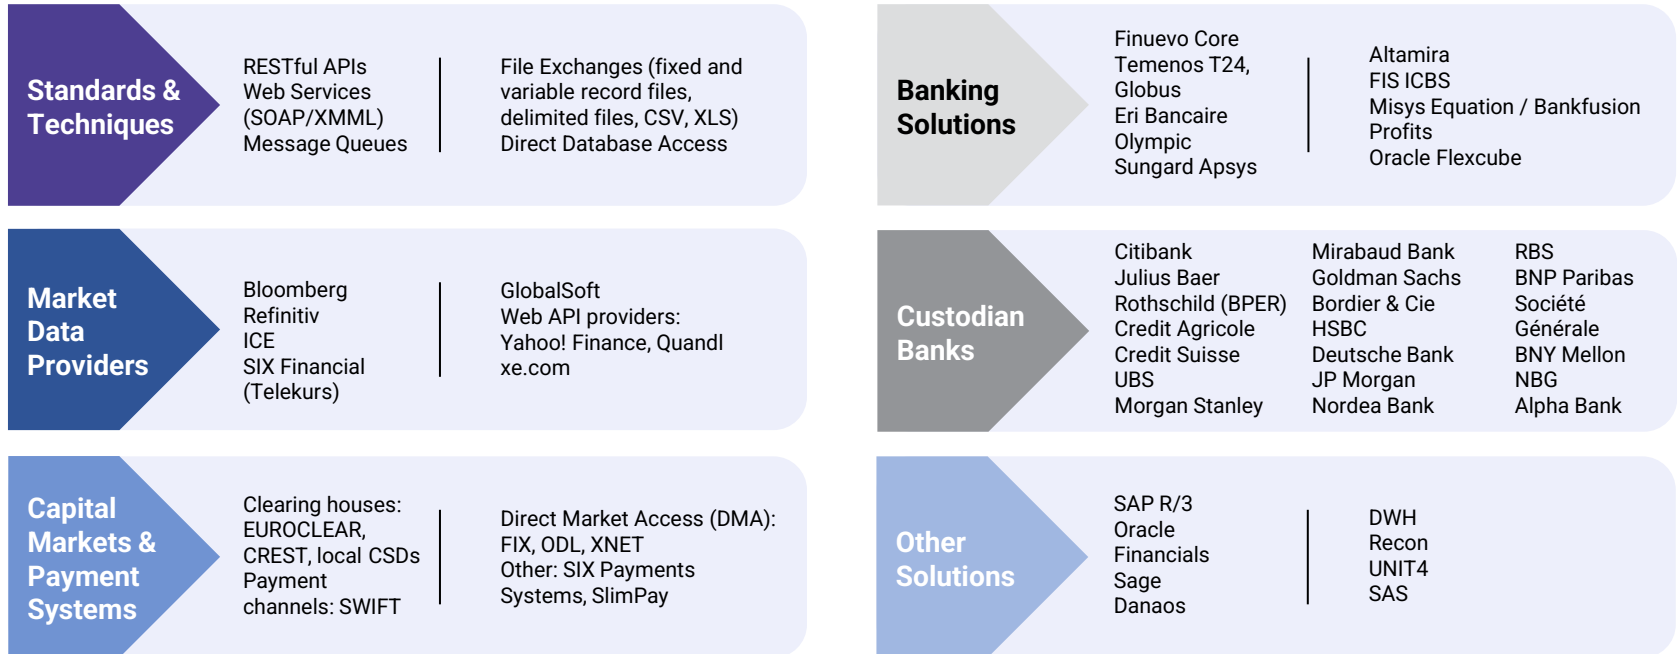 Standards &
Techniques
RESTful APIs
Web Services
(SOAP/XMML)
Message Queues
File Exchanges (fixed and
variable record files,
delimited files, CSV, XLS)
Direct Database Access
Banking
Solutions
Finuevo Core
Temenos T24,
Globus
Eri Bancaire
Olympic
Sungard Apsys
Altamira
FIS ICBS
Misys Equation / Bankfusion
Profits
Oracle Flexcube
Market
Data
Providers
Bloomberg
Refinitiv
ICE
SIX Financial
(Telekurs)
GlobalSoft
Web API providers:
Yahoo! Finance, Quandl
xe.com
Custodian
Banks
Citibank
Julius Baer
Rothschild (BPER)
Credit Agricole
Credit Suisse
UBS
Morgan Stanley
Mirabaud Bank
Goldman Sachs
Bordier & Cie
HSBC
Deutsche Bank
JP Morgan
Nordea Bank
RBS
BNP Paribas
Société
Générale
BNY Mellon
NBG
Alpha Bank
Capital
Markets &
Payment
Systems
Clearing houses:
EUROCLEAR,
CREST, local CSDs
Payment
channels: SWIFT
Direct Market Access (DMA):
FIX, ODL, XNET
Other: SIX Payments
Systems, SlimPay
Other
Solutions
SAP R/3
Oracle
Financials
Sage
Danaos
DWH
Recon
UNIT4
SAS